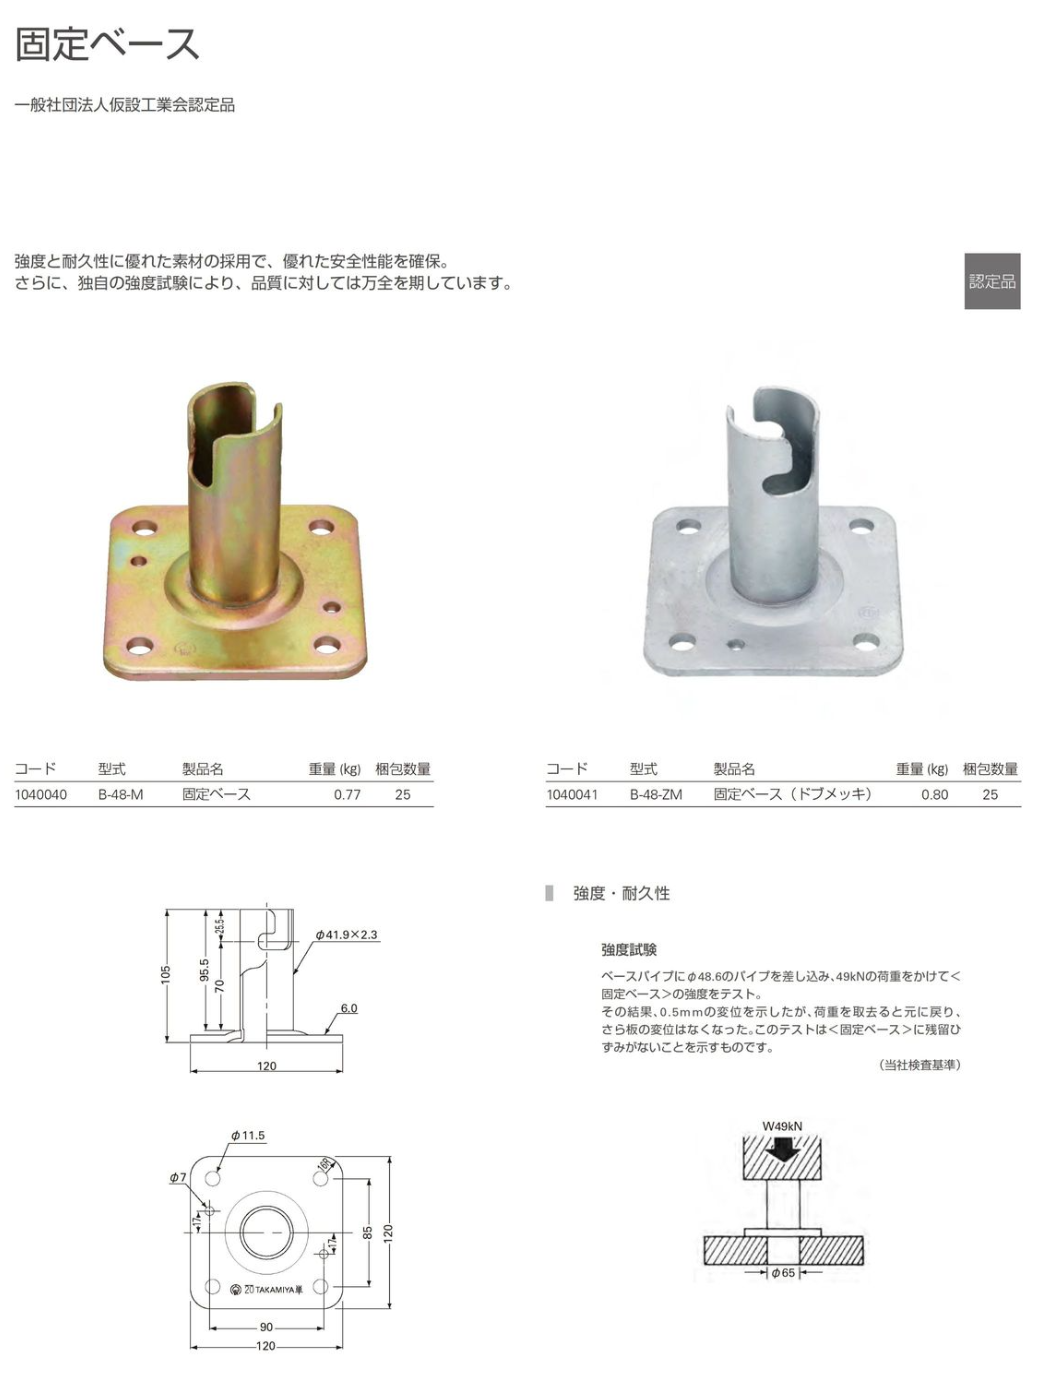 固定ベース
一般社団法人仮設工業会認定品
強度と耐久性に優れた素材の採用で、優れた安全性能を確保。
さらに、独自の強度試験により、品質に対しては万全を期しています。
認定品
コード 型式 製品名 重量 (kg) 梱包数量
1040040 B-48-M 固定ベース 0.77 25
コード 型式 製品名 重量 (kg) 梱包数量
1040041 B-48-ZM 固定ベース（ドブメッキ） 0.80 25
強度・耐久性
強度試験
ベースパイプにφ48.6のパイプを差し込み、49kNの荷重をかけて＜
固定ベース＞の強度をテスト。
その結果、0.5mmの変位を示したが、荷重を取去ると元に戻り、
さら板の変位はなくなった。このテストは＜固定ベース＞に残留ひ
ずみがないことを示すものです。
（当社検査基準）
105
95.5
25.5
70
φ41.9×2.3
6.0
120
φ11.5
φ7
16R
17
17
85
120
20 TAKAMIYA単
90
120
W49kN
φ65